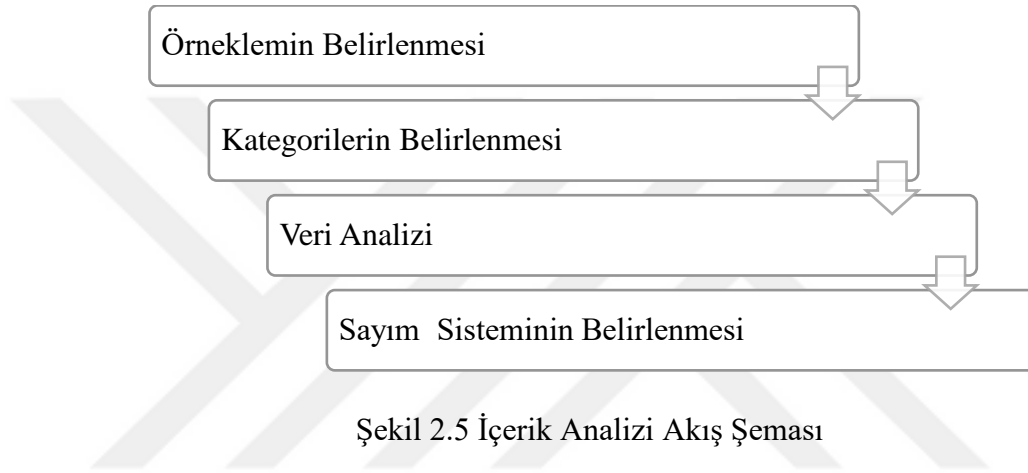 Örneklemin Belirlenmesi
Kategorilerin Belirlenmesi
Veri Analizi
Sayım Sisteminin Belirlenmesi
Şekil 2.5 İçerik Analizi Akış Şeması